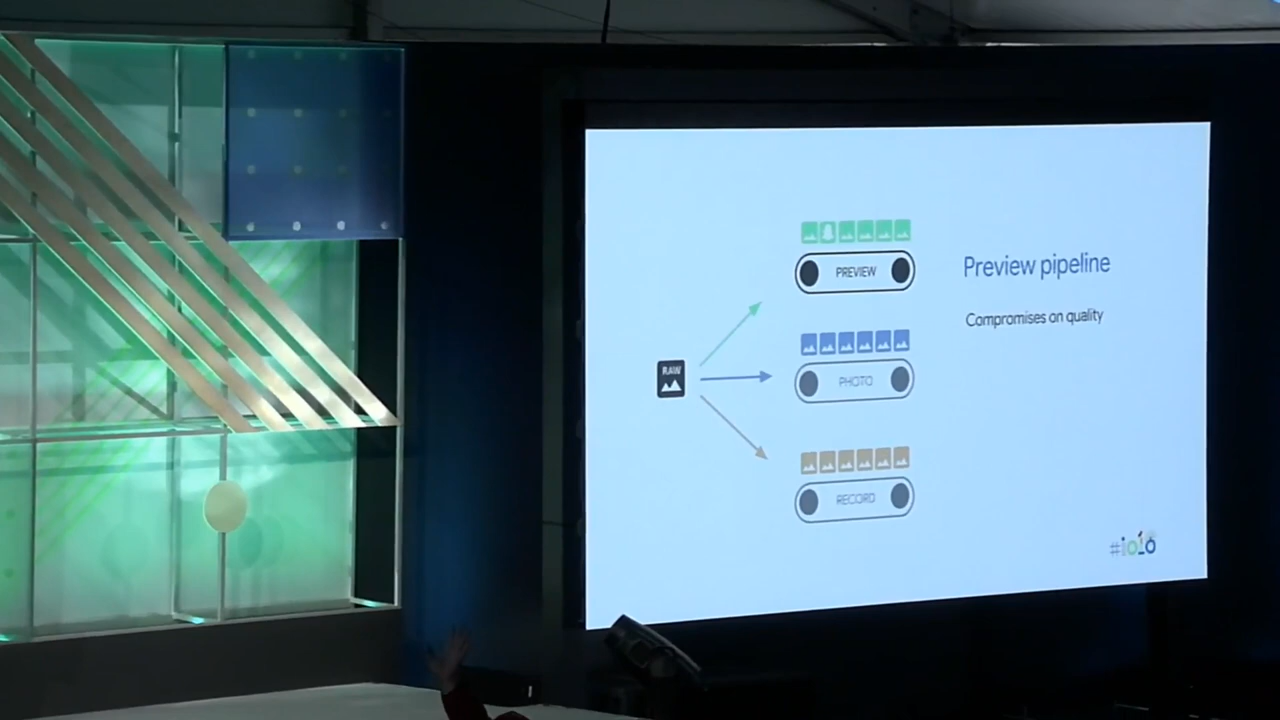 PREVIEW
Preview pipeline
Compromises on quality
RAW
PHOTO
RECORD
#io18